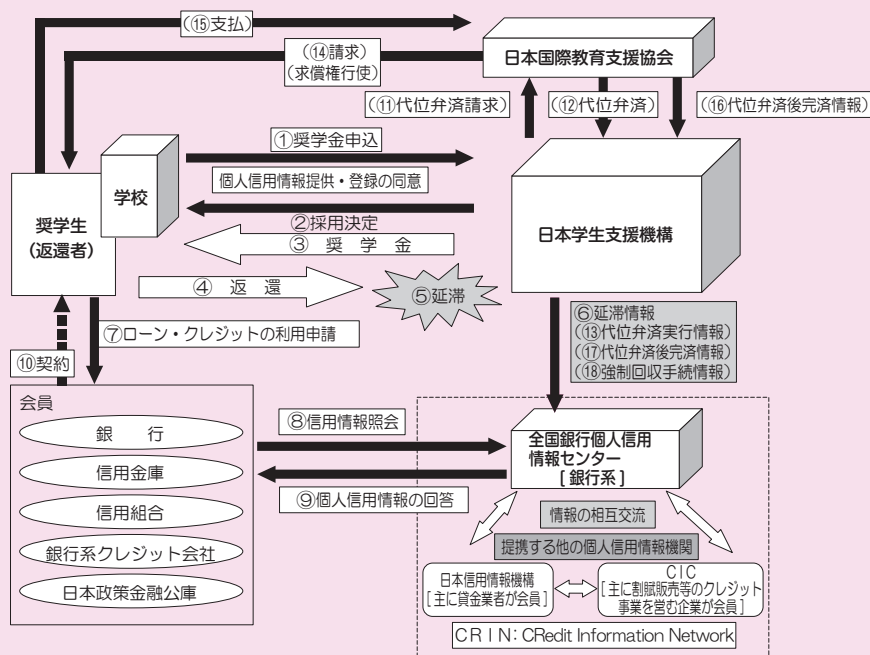 (⑮支払)
(⑭請求)
(求償権行使)
日本国際教育支援協会
(⑪代位弁済請求)
(⑫代位弁済)
(⑯代位弁済後完済情報)
①奨学金申込
個人信用情報提供・登録の同意
学校
奨学生
(返還者)
②採用決定
③ 奨 学 金
④ 返 還
⑤延滞
日本学生支援機構
⑥延滞情報
(⑬代位弁済実行情報)
(⑰代位弁済後完済情報)
(⑱強制回収手続情報)
⑦ローン・クレジットの利用申請
⑩契約
会員
銀 行
信用金庫
信用組合
銀行系クレジット会社
日本政策金融公庫
⑧信用情報照会
⑨個人信用情報の回答
全国銀行個人信用
情報センター
[銀行系]
情報の相互交流
提携する他の個人信用情報機関
日本信用情報機構
[主に貸金業者が会員]
CIC
[主に割賦販売等のクレジット
事業を営む企業が会員]
CRIN:CRedit Information Network